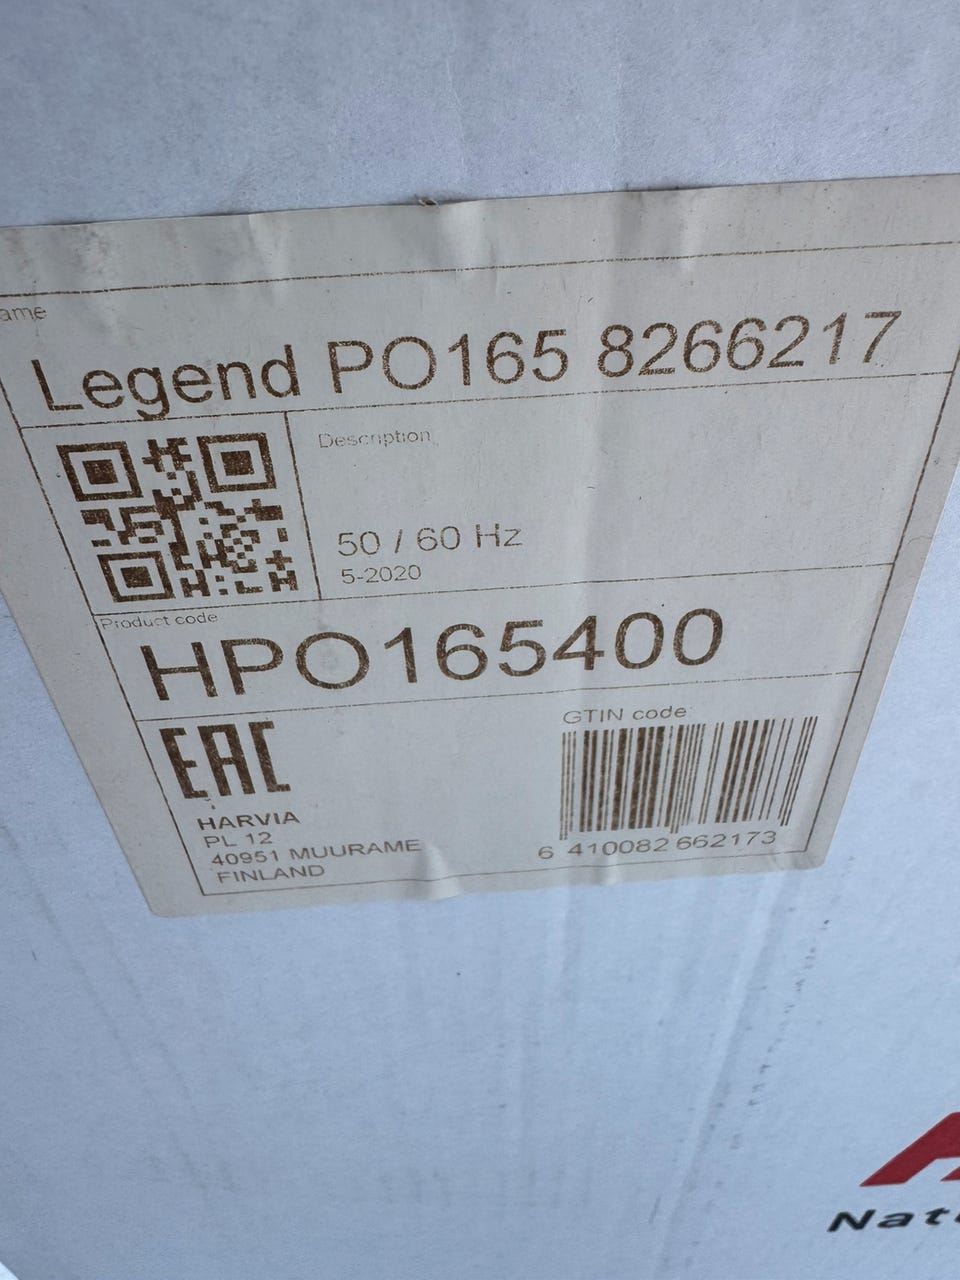 ame
Legend PO165 8266217
Description
50 / 60 Hz
5-2020
Product code
HPO165400
EAC
GTIN code:
HARVIA
PL 12
40951 MUURAME
FINLAND
6 410082 662173
Nat